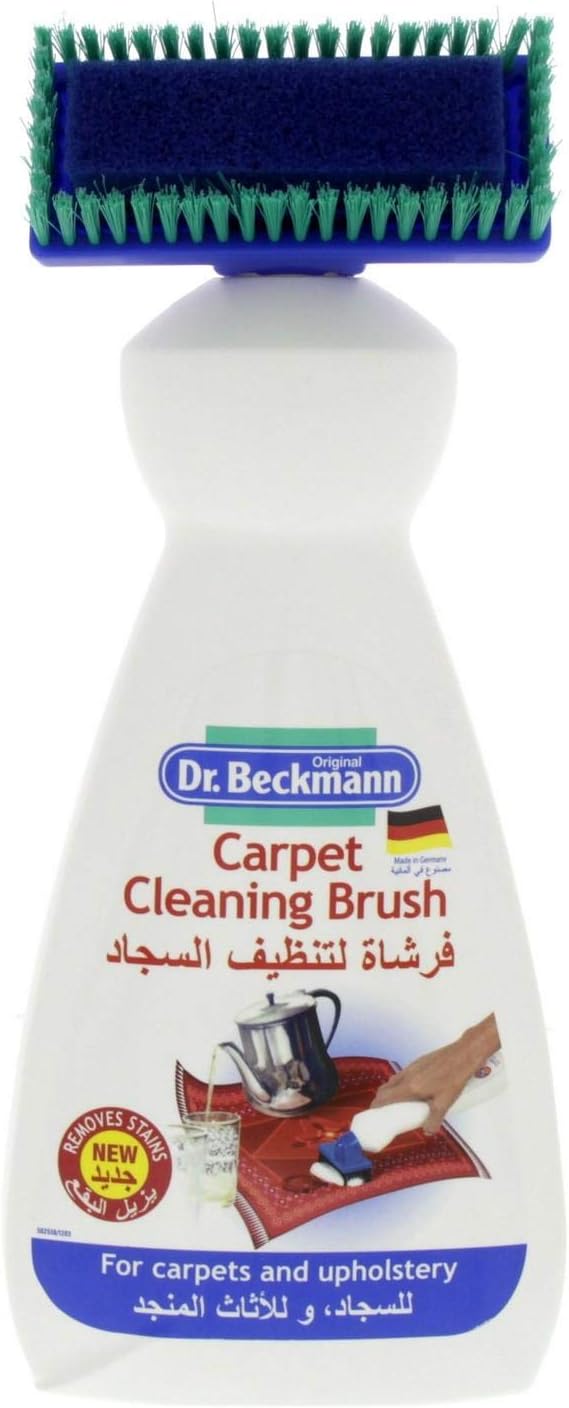 Original
Dr. Beckmann
Made in Germany
مصنوع في ألمانية
Carpet
Cleaning Brush
فرشاة لتنظيف السجاد
REMOVES STAINS
NEW
جديد
يزيل البقع
For carpets and upholstery
للسجاد، و للأثاث المنجد